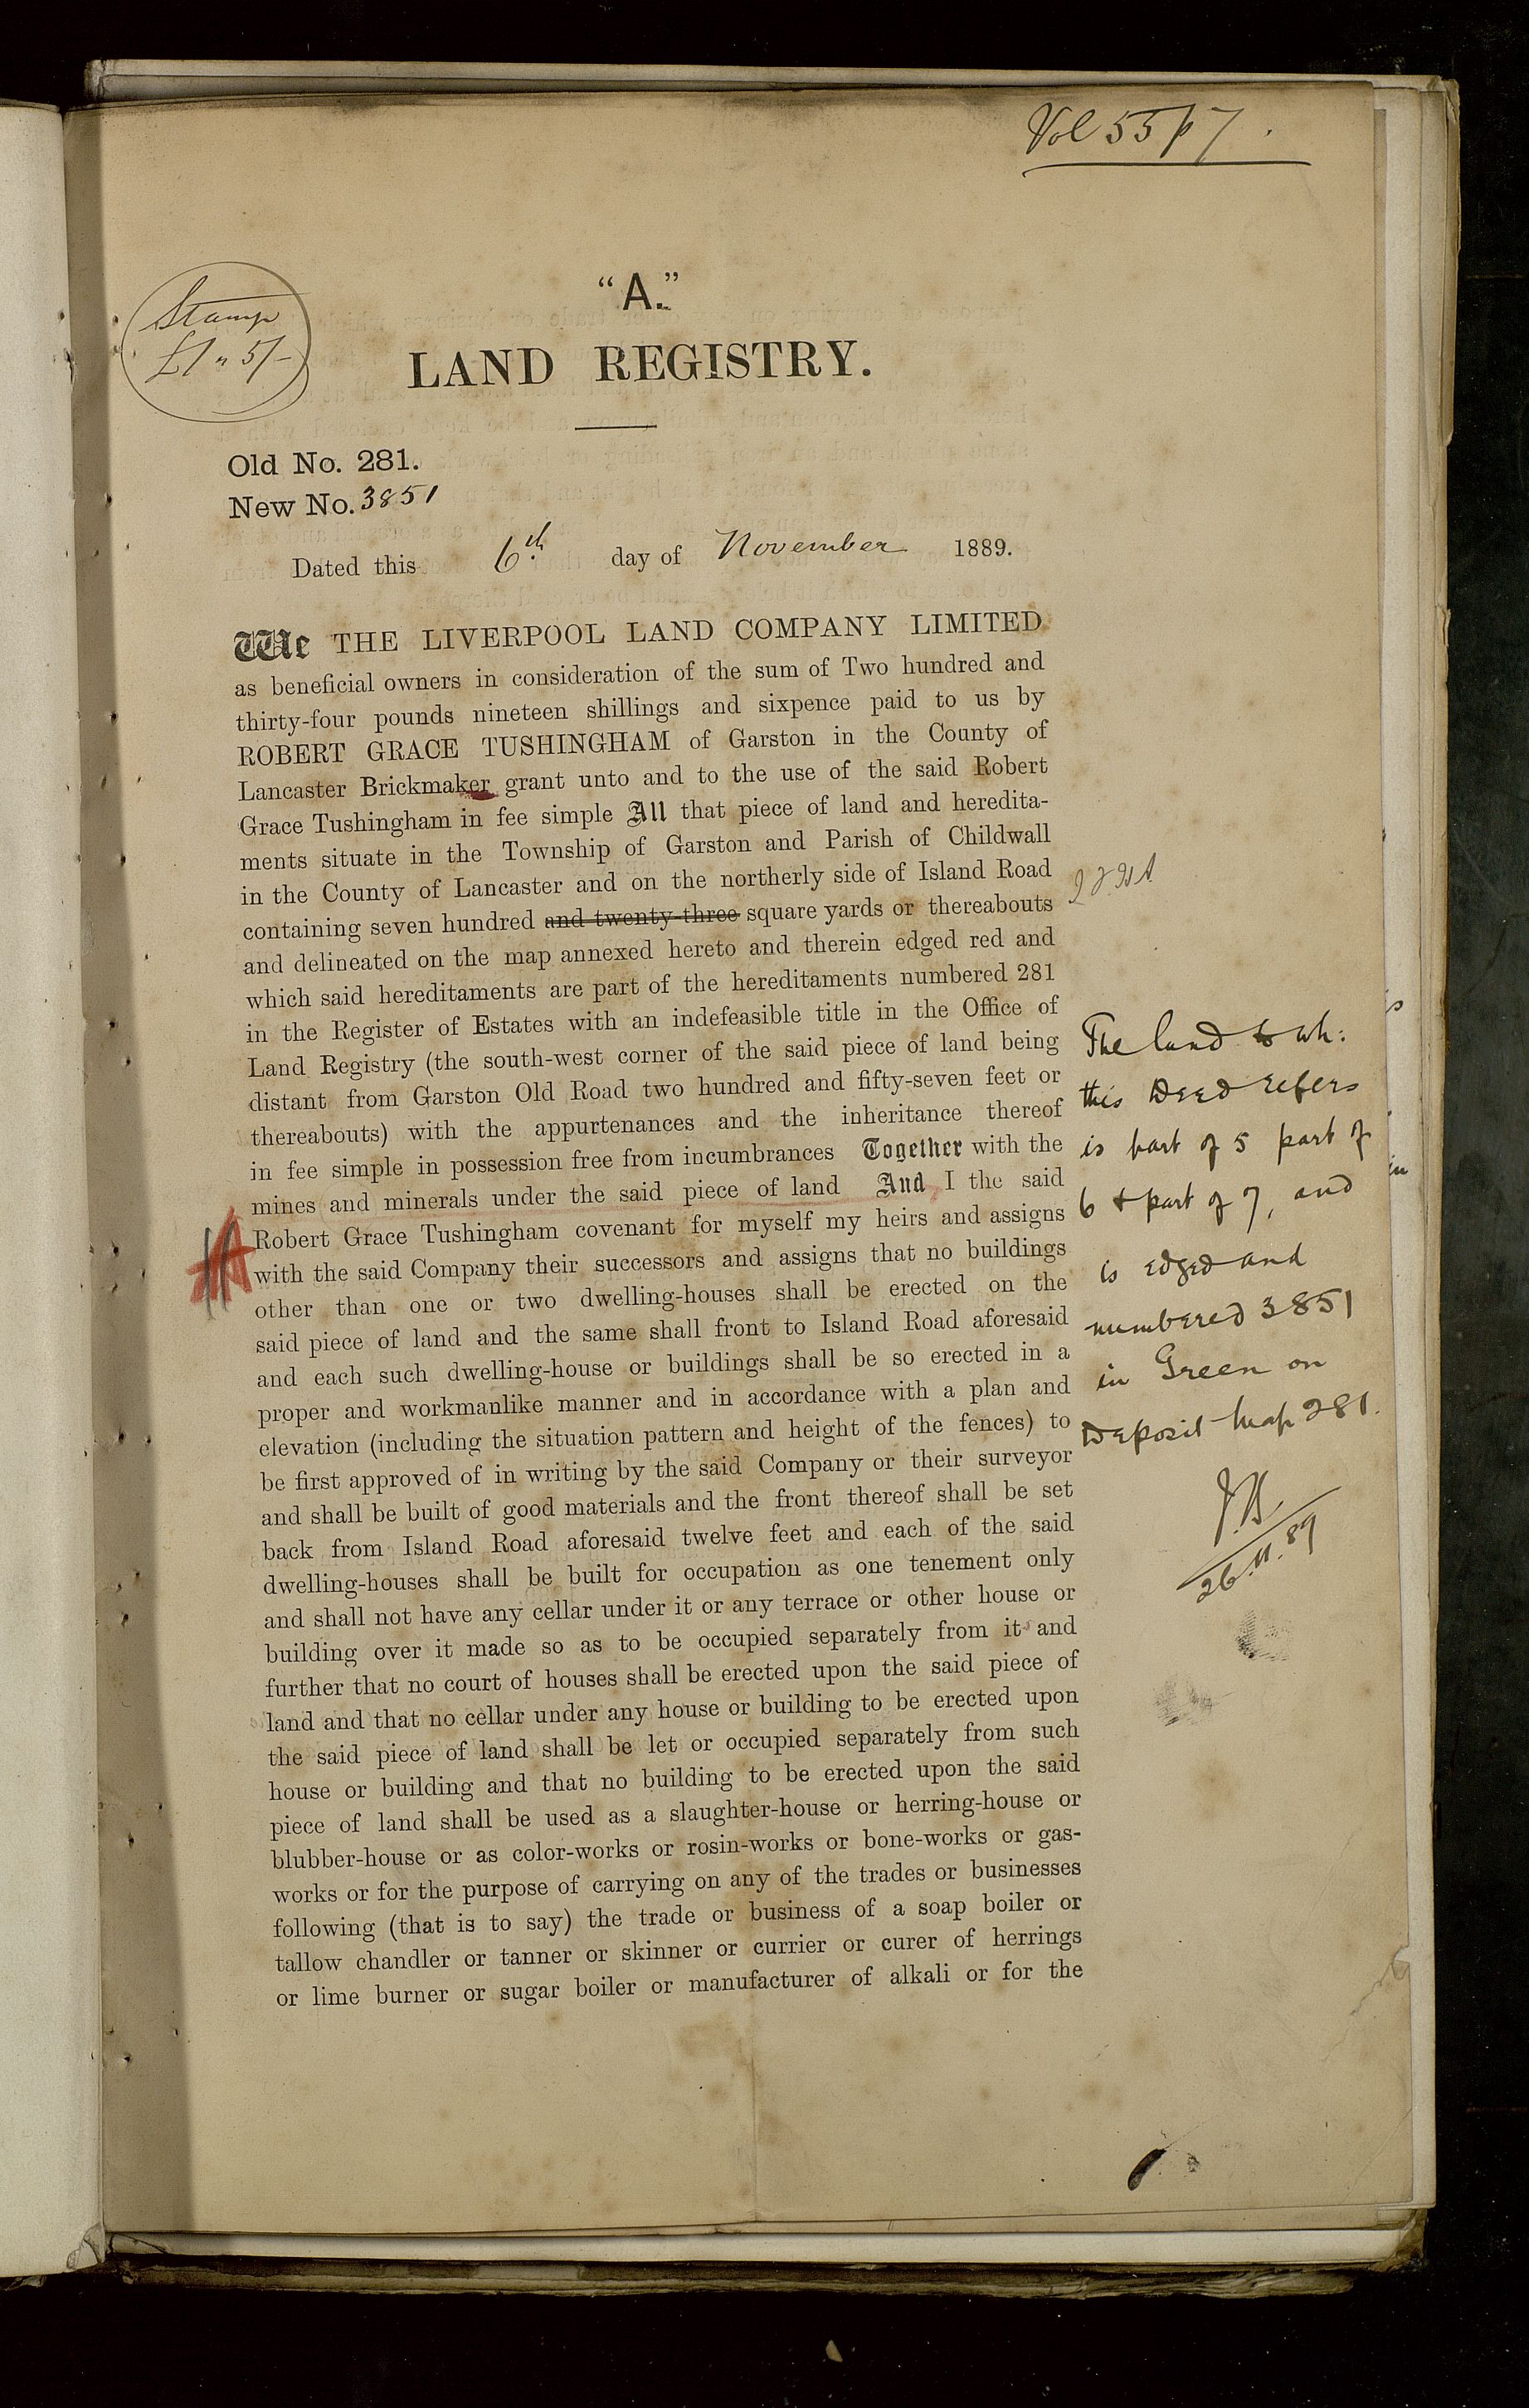 Vol 55 p 7.
Stamp
£1 " 5/-
“A.”
LAND REGISTRY.
Old No. 281.
New No. 3851
Dated this 6th day of November 1889.
We THE LIVERPOOL LAND COMPANY LIMITED
as beneficial owners in consideration of the sum of Two hundred and
thirty-four pounds nineteen shillings and sixpence paid to us by
ROBERT GRACE TUSHINGHAM of Garston in the County of
Lancaster Brickmaker grant unto and to the use of the said Robert
Grace Tushingham in fee simple All that piece of land and heredita-
ments situate in the Township of Garston and Parish of Childwall
in the County of Lancaster and on the northerly side of Island Road
containing seven hundred and twenty-three square yards or thereabouts
and delineated on the map annexed hereto and therein edged red and
which said hereditaments are part of the hereditaments numbered 281
in the Register of Estates with an indefeasible title in the Office of
Land Registry (the south-west corner of the said piece of land being
distant from Garston Old Road two hundred and fifty-seven feet or
thereabouts) with the appurtenances and the inheritance thereof
in fee simple in possession free from incumbrances Together with the
mines and minerals under the said piece of land And I the said
Robert Grace Tushingham covenant for myself my heirs and assigns
with the said Company their successors and assigns that no buildings
other than one or two dwelling-houses shall be erected on the
said piece of land and the same shall front to Island Road aforesaid
and each such dwelling-house or buildings shall be so erected in a
proper and workmanlike manner and in accordance with a plan and
elevation (including the situation pattern and height of the fences) to
be first approved of in writing by the said Company or their surveyor
and shall be built of good materials and the front thereof shall be set
back from Island Road aforesaid twelve feet and each of the said
dwelling-houses shall be built for occupation as one tenement only
and shall not have any cellar under it or any terrace or other house or
building over it made so as to be occupied separately from it and
further that no court of houses shall be erected upon the said piece of
land and that no cellar under any house or building to be erected upon
the said piece of land shall be let or occupied separately from such
house or building and that no building to be erected upon the said
piece of land shall be used as a slaughter-house or herring-house or
blubber-house or as color-works or rosin-works or bone-works or gas-
works or for the purpose of carrying on any of the trades or businesses
following (that is to say) the trade or business of a soap boiler or
tallow chandler or tanner or skinner or currier or curer of herrings
or lime burner or sugar boiler or manufacturer of alkali or for the
The land to wh:
this Deed refers
is part of 5 part of
6 & part of 7, and
is edged and
numbered 3851
in Green on
Deposit map 281.
26.11.89